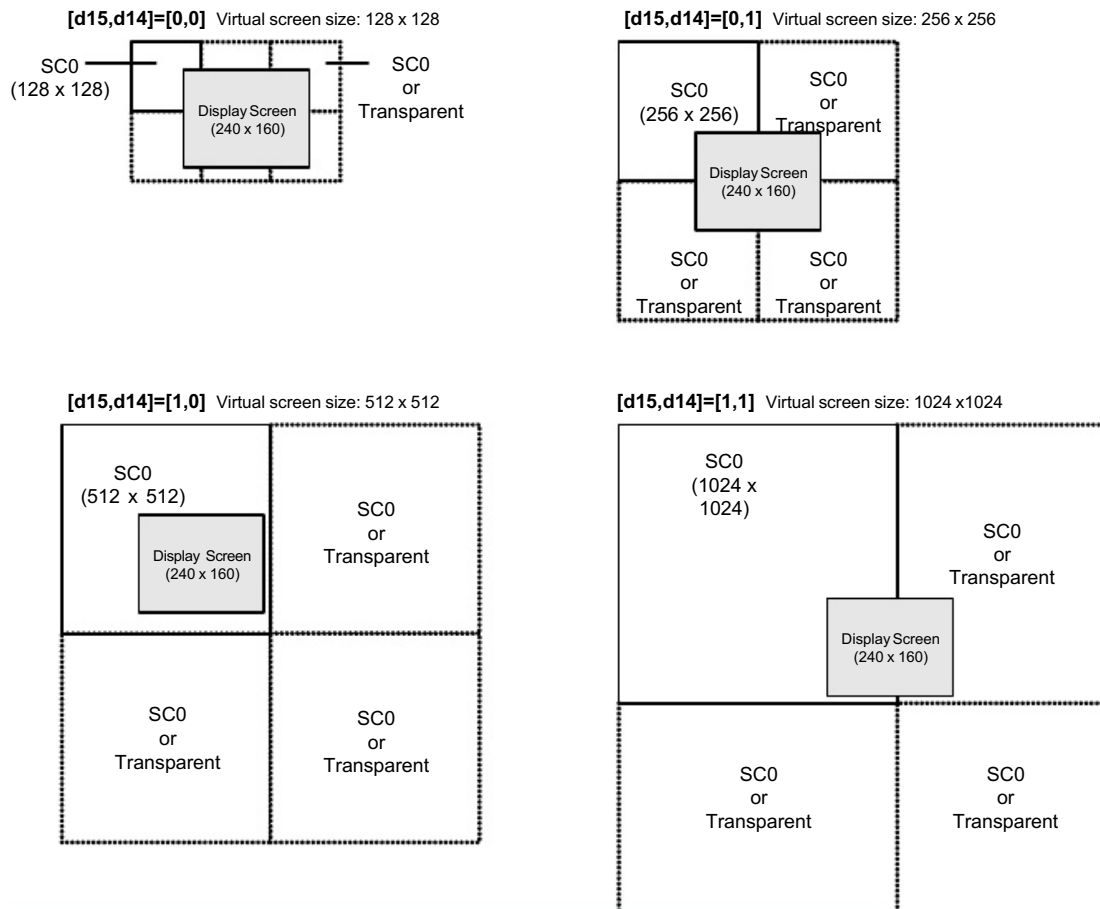 [d15,d14]=[0,0] Virtual screen size: 128 x 128
SC0
(128 x 128)
Display Screen
(240 x 160)
SC0
or
Transparent
[d15,d14]=[0,1] Virtual screen size: 256 x 256
SC0
(256 x 256)
SC0
or
Transparent
Display Screen
(240 x 160)
SC0
or
Transparent
SC0
or
Transparent
[d15,d14]=[1,0] Virtual screen size: 512 x 512
SC0
(512 x 512)
Display Screen
(240 x 160)
SC0
or
Transparent
SC0
or
Transparent
SC0
or
Transparent
[d15,d14]=[1,1] Virtual screen size: 1024 x1024
SC0
(1024 x
1024)
SC0
or
Transparent
Display Screen
(240 x 160)
SC0
or
Transparent
SC0
or
Transparent